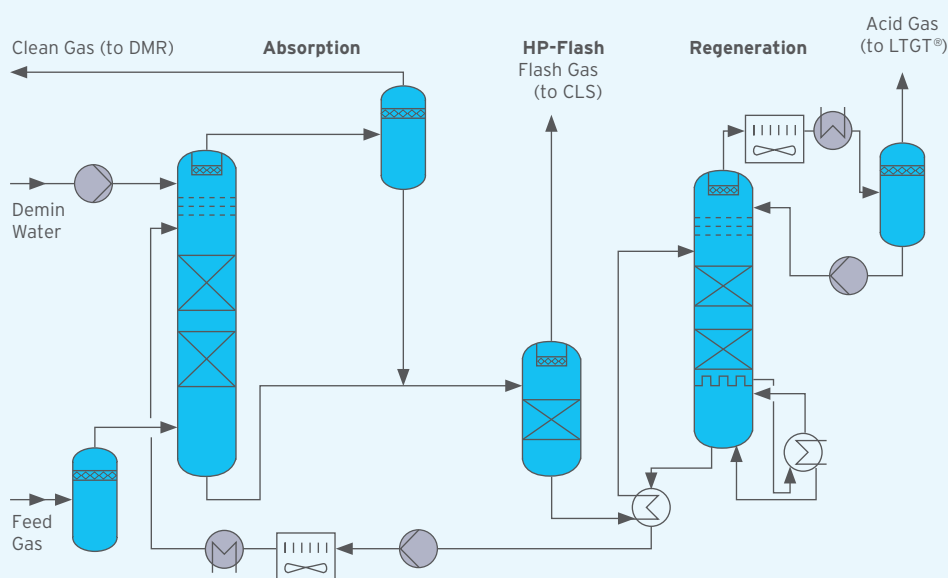 Clean Gas (to DMR)
Absorption
HP-Flash
Flash Gas
(to CLS)
Regeneration
Acid Gas
(to LTGT®)
Demin
Water
Feed
Gas